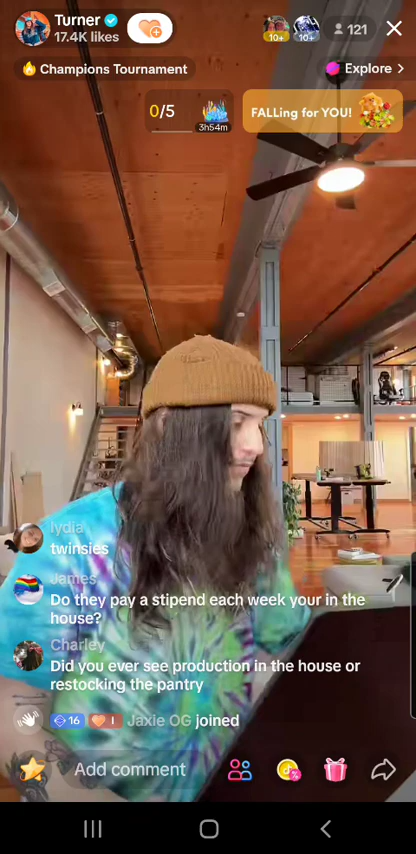 Turner
17.4K likes
10+
10+
121
Champions Tournament
Explore
0/5
3h54m
FALLing for YOU!
lydia
twinsies
James
Do they pay a stipend each week your in the
house?
Charley
Did you ever see production in the house or
restocking the pantry
16
I
Jaxie OG joined
Add comment